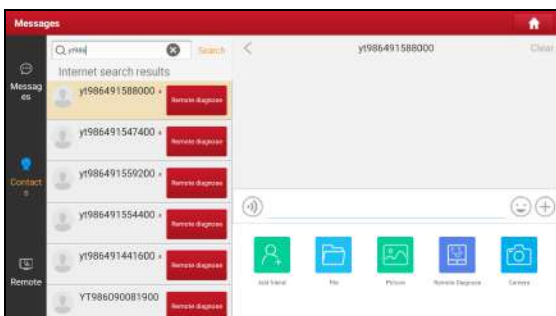 Messages
yt986
Search
yt986491588000
Clear
Internet search results
Messag
es
yt986491588000
Remote diagnose
yt986491547400
Remote diagnose
Contact
s
yt986491559200
Remote diagnose
yt986491554400
Remote diagnose
yt986491441600
Remote diagnose
Remote
YT986090081900
Remote diagnose
Add friend
File
Picture
Remote Diagnose
Camera